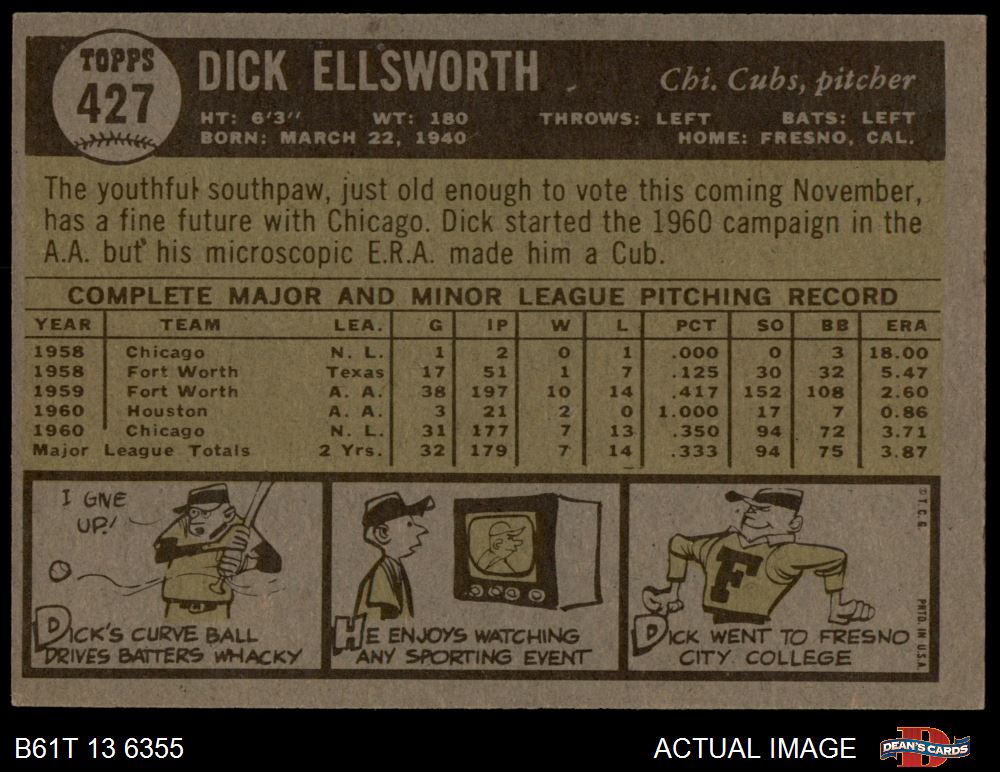 TOPPS
427
DICK ELLSWORTH
Chi. Cubs, pitcher
HT: 6'3" WT: 180 THROWS: LEFT BATS: LEFT
BORN: MARCH 22, 1940 HOME: FRESNO, CAL.
The youthful southpaw, just old enough to vote this coming November,
has a fine future with Chicago. Dick started the 1960 campaign in the
A.A. but his microscopic E.R.A. made him a Cub.
COMPLETE MAJOR AND MINOR LEAGUE PITCHING RECORD
YEAR TEAM LEA. G IP W L PCT SO BB ERA
1958 Chicago N. L. 1 2 0 1 .000 0 3 18.00
1958 Fort Worth Texas 17 51 1 7 .125 30 32 5.47
1959 Fort Worth A. A. 38 197 10 14 .417 152 108 2.60
1960 Houston A. A. 3 21 2 0 1.000 17 7 0.86
1960 Chicago N. L. 31 177 7 13 .350 94 72 3.71
Major League Totals 2 Yrs. 32 179 7 14 .333 94 75 3.87
I GIVE
UP!
DICK'S CURVE BALL
DRIVES BATTERS WHACKY
HE ENJOYS WATCHING
ANY SPORTING EVENT
F
DICK WENT TO FRESNO
CITY COLLEGE
©T.C.G.
PRTD. IN U.S.A.
B61T 13 6355
ACTUAL IMAGE
DEAN'S CARDS